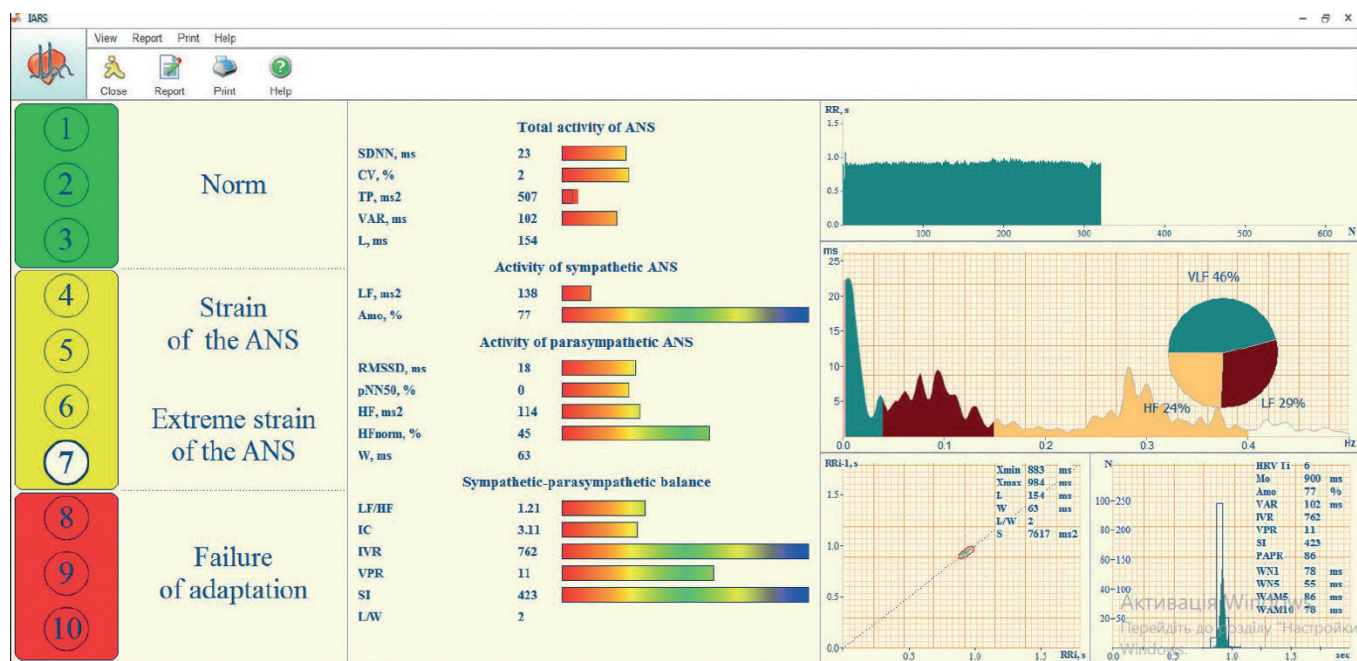 IARS
View Report Print Help
Close Report Print Help
1
2
3
4
5
6
7
8
9
10
Norm
Strain
of the ANS
Extreme strain
of the ANS
Failure
of adaptation
Total activity of ANS
SDNN, ms 23
CV, % 2
TP, ms2 507
VAR, ms 102
L, ms 154
Activity of sympathetic ANS
LF, ms2 138
Amo, % 77
Activity of parasympathetic ANS
RMSSD, ms 18
pNN50, % 0
HF, ms2 114
HFnorm, % 45
W, ms 63
Sympathetic-parasympathetic balance
LF/HF 1.21
IC 3.11
IVR 762
VPR 11
SI 423
L/W 2
RR, s
1.5
1.0
0.5
0.0
100 200 300 400 500 600 N
ms
25
20
15
10
5
VLF 46%
HF 24%
LF 29%
0.0 0.1 0.2 0.3 0.4 Hz
RRi-1, s
1.5
1.0
0.5
0.0
0.5 1.0 1.5 RRi, s
Xmin 883 ms
Xmax 984 ms
L 154 ms
W 63 ms
L/W 2
S 7617 ms2
N
100 250
80 200
60 150
40 100
20 50
0.0 0.5 1.0 sec
HRV Ti 6
Mo 900 ms
Amo 77 %
VAR 102 ms
IVR 762
VPR 11
SI 423
PAPR 86
WN1 78 ms
WN5 55 ms
WAM5 86 ms
WAM10 78 ms
Активація Windows
Перейдіть до розділу "Настройки
Windows.